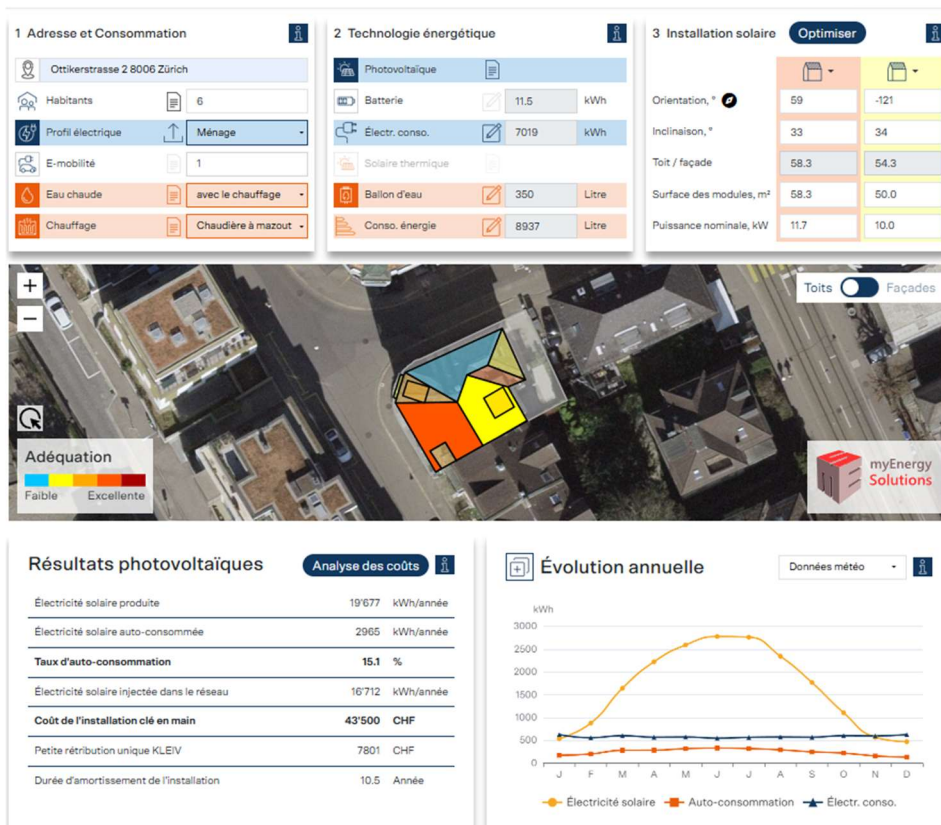 1 Adresse et Consommation
Ottikerstrasse 2 8006 Zürich
Habitants 6
Profil électrique Ménage
E-mobilité 1
Eau chaude avec le chauffage
Chauffage Chaudière à mazout
2 Technologie énergétique
Photovoltaïque
Batterie 11.5 kWh
Électr. conso. 7019 kWh
Solaire thermique
Ballon d'eau 350 Litre
Conso. énergie 8937 Litre
3 Installation solaire Optimiser
Orientation, ° 59 -121
Inclinaison, ° 33 34
Toit / façade 58.3 54.3
Surface des modules, m² 58.3 50.0
Puissance nominale, kW 11.7 10.0
+
−
Toits Façades
Adéquation
Faible Excellente
myEnergy
Solutions
Résultats photovoltaïques Analyse des coûts
Électricité solaire produite 19'677 kWh/année
Électricité solaire auto-consommée 2965 kWh/année
Taux d'auto-consommation 15.1 %
Électricité solaire injectée dans le réseau 16'712 kWh/année
Coût de l'installation clé en main 43'500 CHF
Petite rétribution unique KLEIV 7801 CHF
Durée d'amortissement de l'installation 10.5 Année
Évolution annuelle Données météo
kWh
3000
2500
2000
1500
1000
500
0
J F M A M J J A S O N D
Électricité solaire Auto-consommation Électr. conso.